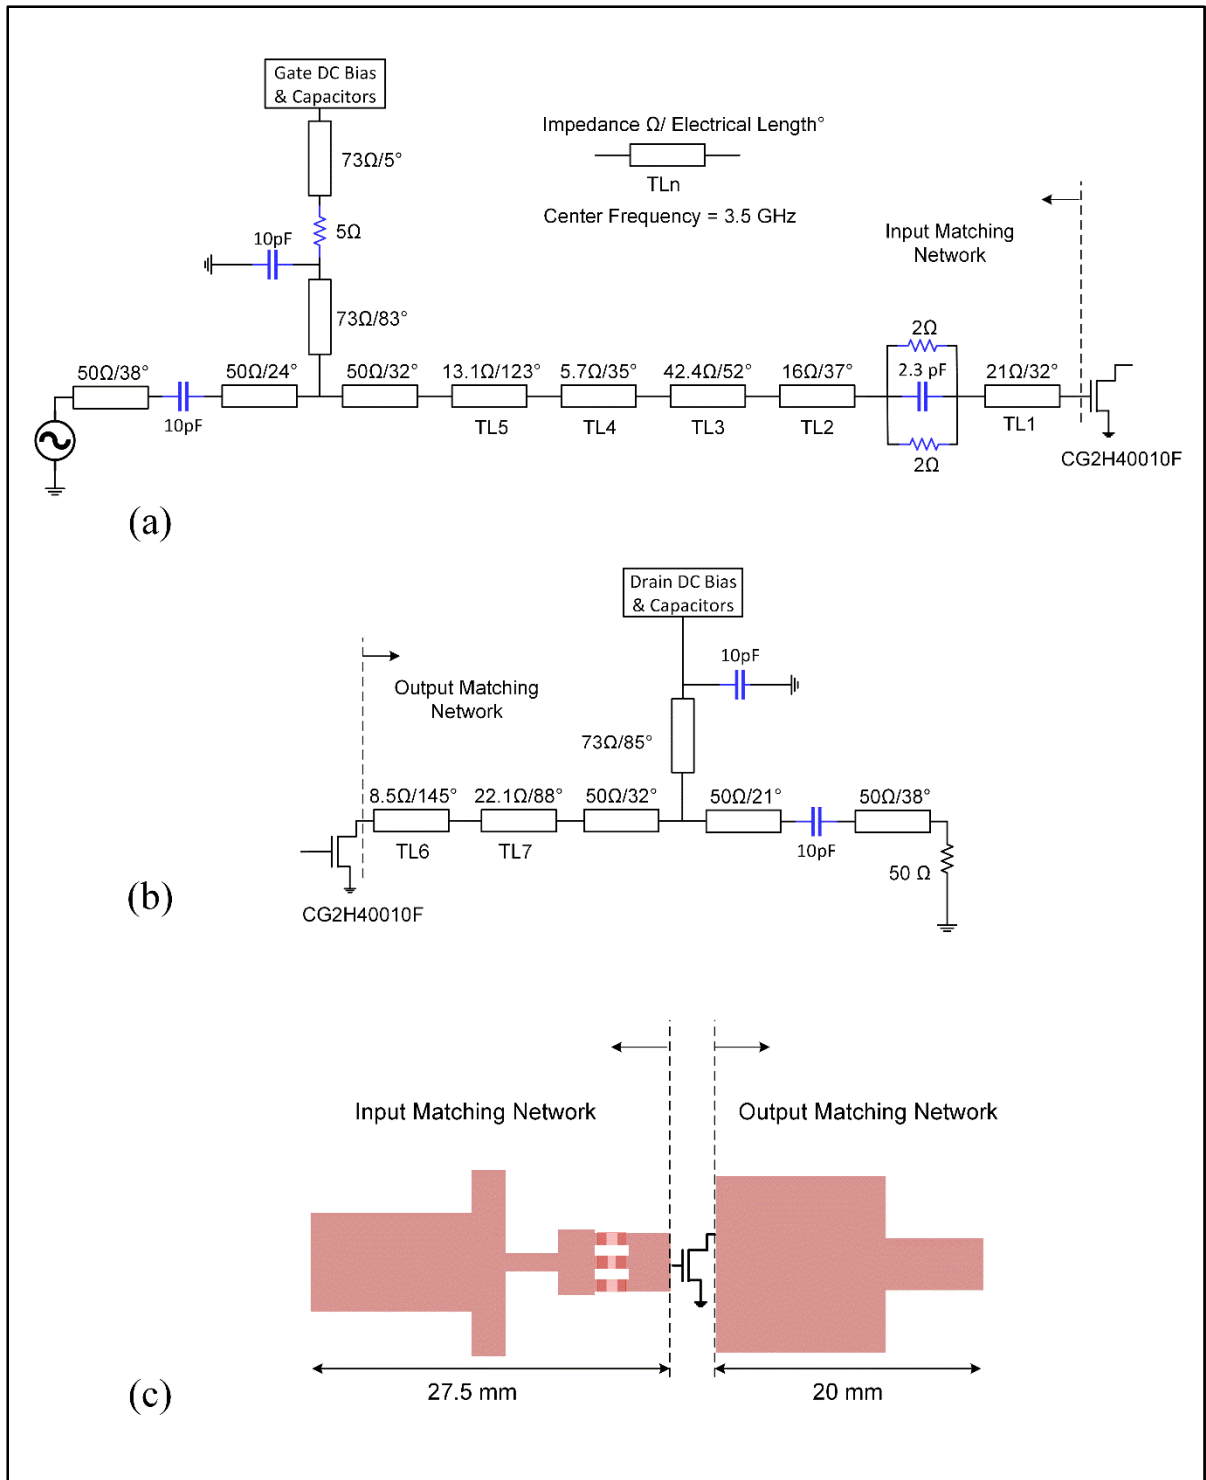 Gate DC Bias
& Capacitors
73Ω/5°
Impedance Ω/ Electrical Length°
TLn
Center Frequency = 3.5 GHz
5Ω
10pF
Input Matching
Network
73Ω/83°
2Ω
50Ω/38°
50Ω/24°
50Ω/32°
13.1Ω/123°
5.7Ω/35°
42.4Ω/52°
16Ω/37°
2.3 pF
21Ω/32°
10pF
TL5
TL4
TL3
TL2
TL1
2Ω
CG2H40010F
(a)
Drain DC Bias
& Capacitors
10pF
Output Matching
Network
73Ω/85°
8.5Ω/145°
22.1Ω/88°
50Ω/32°
50Ω/21°
50Ω/38°
TL6
TL7
10pF
50 Ω
CG2H40010F
(b)
Input Matching Network
Output Matching Network
27.5 mm
20 mm
(c)